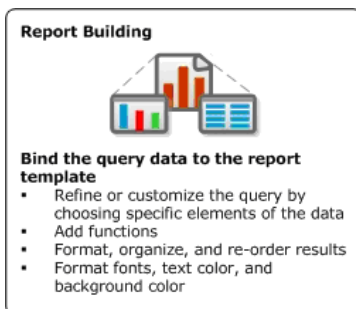 Report Building
Bind the query data to the report
template
▪ Refine or customize the query by
choosing specific elements of the data
▪ Add functions
▪ Format, organize, and re-order results
▪ Format fonts, text color, and
background color